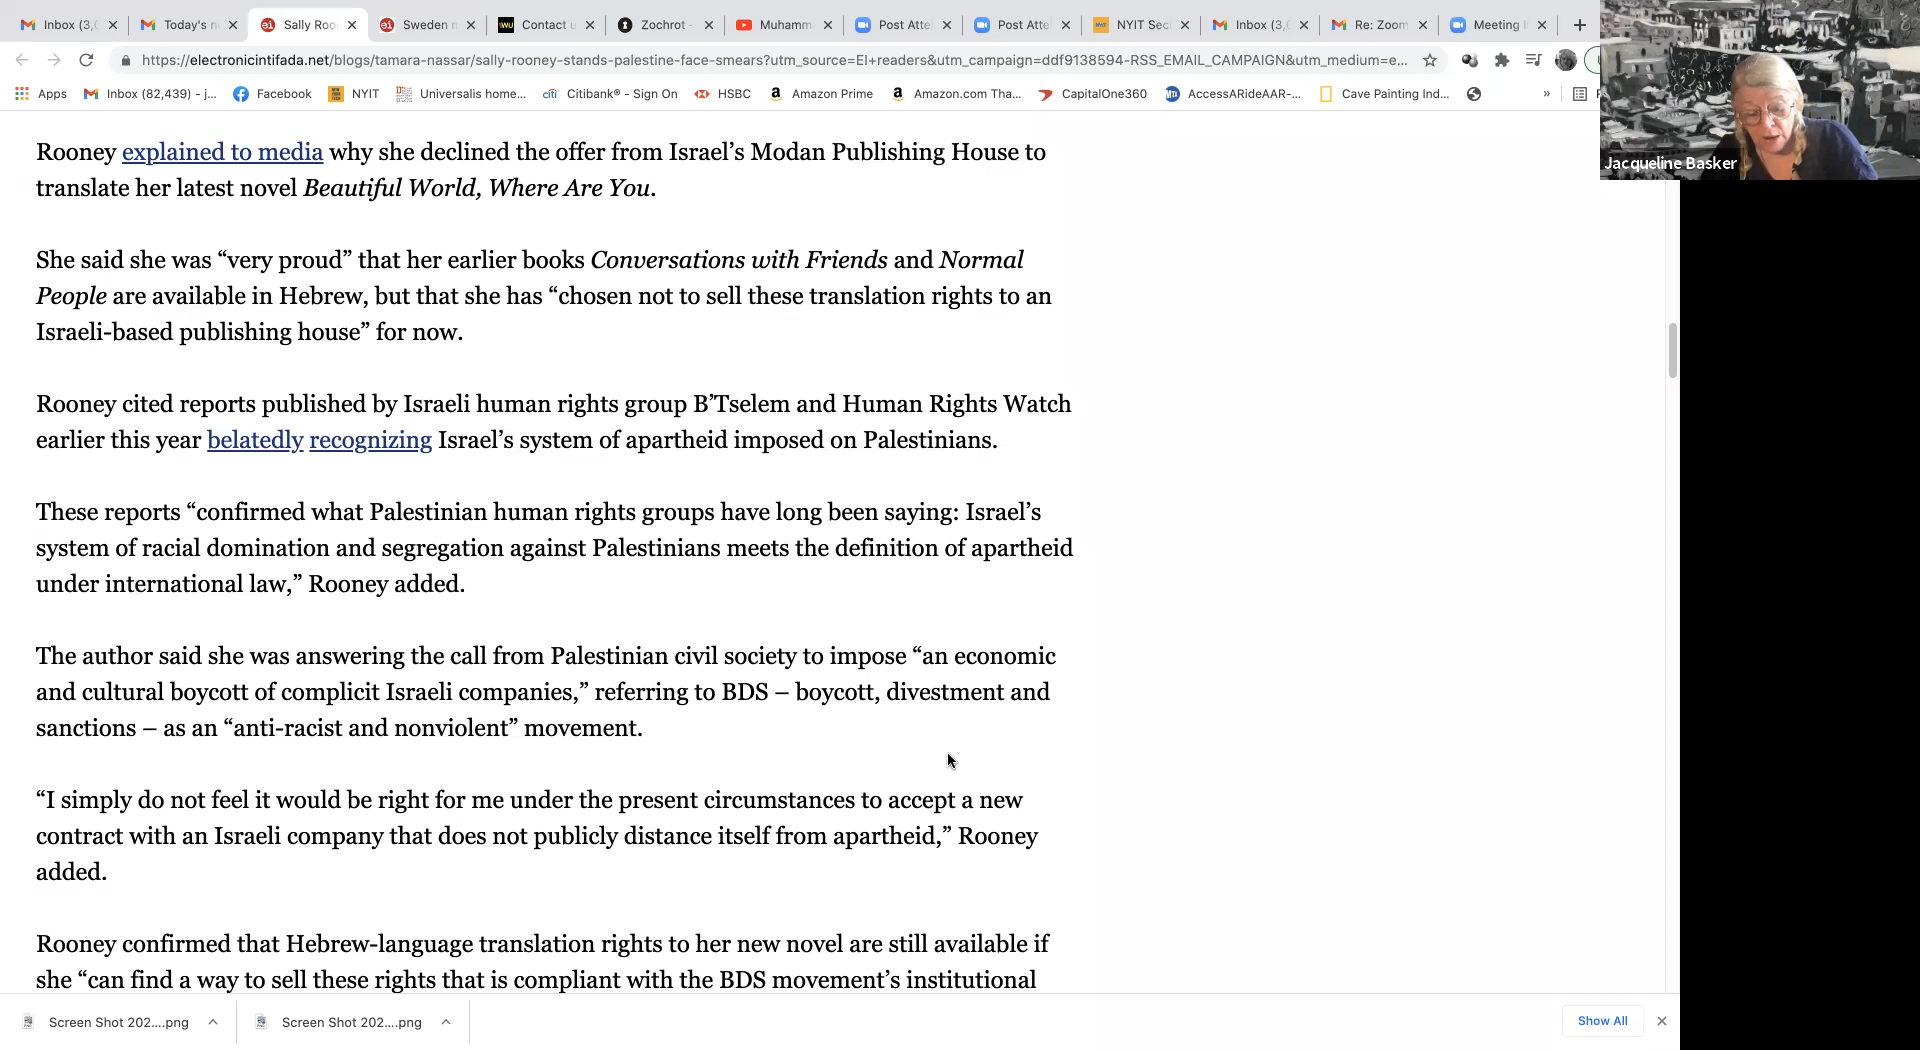 Inbox (3,0
Today's n
Sally Roo
Sweden m
Contact u
Zochrot -
Muhamma
Post Atte
Post Atte
NYIT Sec
Inbox (3,0
Re: Zoom
Meeting I
https://electronicintifada.net/blogs/tamara-nassar/sally-rooney-stands-palestine-face-smears?utm_source=EI+readers&utm_campaign=ddf9138594-RSS_EMAIL_CAMPAIGN&utm_medium=e...
Apps
Inbox (82,439) - j...
Facebook
NYIT
Universalis home...
Citibank® - Sign On
HSBC
Amazon Prime
Amazon.com Tha...
CapitalOne360
AccessARideAAR-...
Cave Painting Ind...
»
Jacqueline Basker
Rooney explained to media why she declined the offer from Israel’s Modan Publishing House to
translate her latest novel Beautiful World, Where Are You.
She said she was “very proud” that her earlier books Conversations with Friends and Normal
People are available in Hebrew, but that she has “chosen not to sell these translation rights to an
Israeli-based publishing house” for now.
Rooney cited reports published by Israeli human rights group B’Tselem and Human Rights Watch
earlier this year belatedly recognizing Israel’s system of apartheid imposed on Palestinians.
These reports “confirmed what Palestinian human rights groups have long been saying: Israel’s
system of racial domination and segregation against Palestinians meets the definition of apartheid
under international law,” Rooney added.
The author said she was answering the call from Palestinian civil society to impose “an economic
and cultural boycott of complicit Israeli companies,” referring to BDS – boycott, divestment and
sanctions – as an “anti-racist and nonviolent” movement.
“I simply do not feel it would be right for me under the present circumstances to accept a new
contract with an Israeli company that does not publicly distance itself from apartheid,” Rooney
added.
Rooney confirmed that Hebrew-language translation rights to her new novel are still available if
she “can find a way to sell these rights that is compliant with the BDS movement’s institutional
Screen Shot 202....png
Screen Shot 202....png
Show All